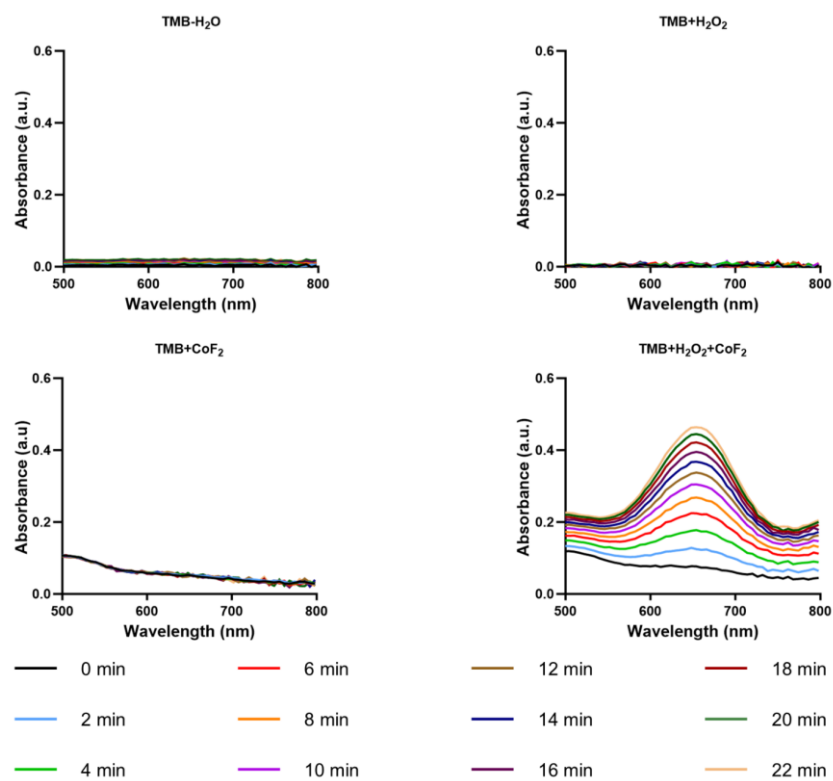 TMB-H₂O
Absorbance (a.u.)
0.6
0.4
0.2
0.0
500 600 700 800
Wavelength (nm)
TMB+H₂O₂
Absorbance (a.u.)
0.6
0.4
0.2
0.0
500 600 700 800
Wavelength (nm)
TMB+CoF₂
Absorbance (a.u)
0.6
0.4
0.2
0.0
500 600 700 800
Wavelength (nm)
TMB+H₂O₂+CoF₂
Absorbance (a.u.)
0.6
0.4
0.2
0.0
500 600 700 800
Wavelength (nm)
0 min 6 min 12 min 18 min
2 min 8 min 14 min 20 min
4 min 10 min 16 min 22 min